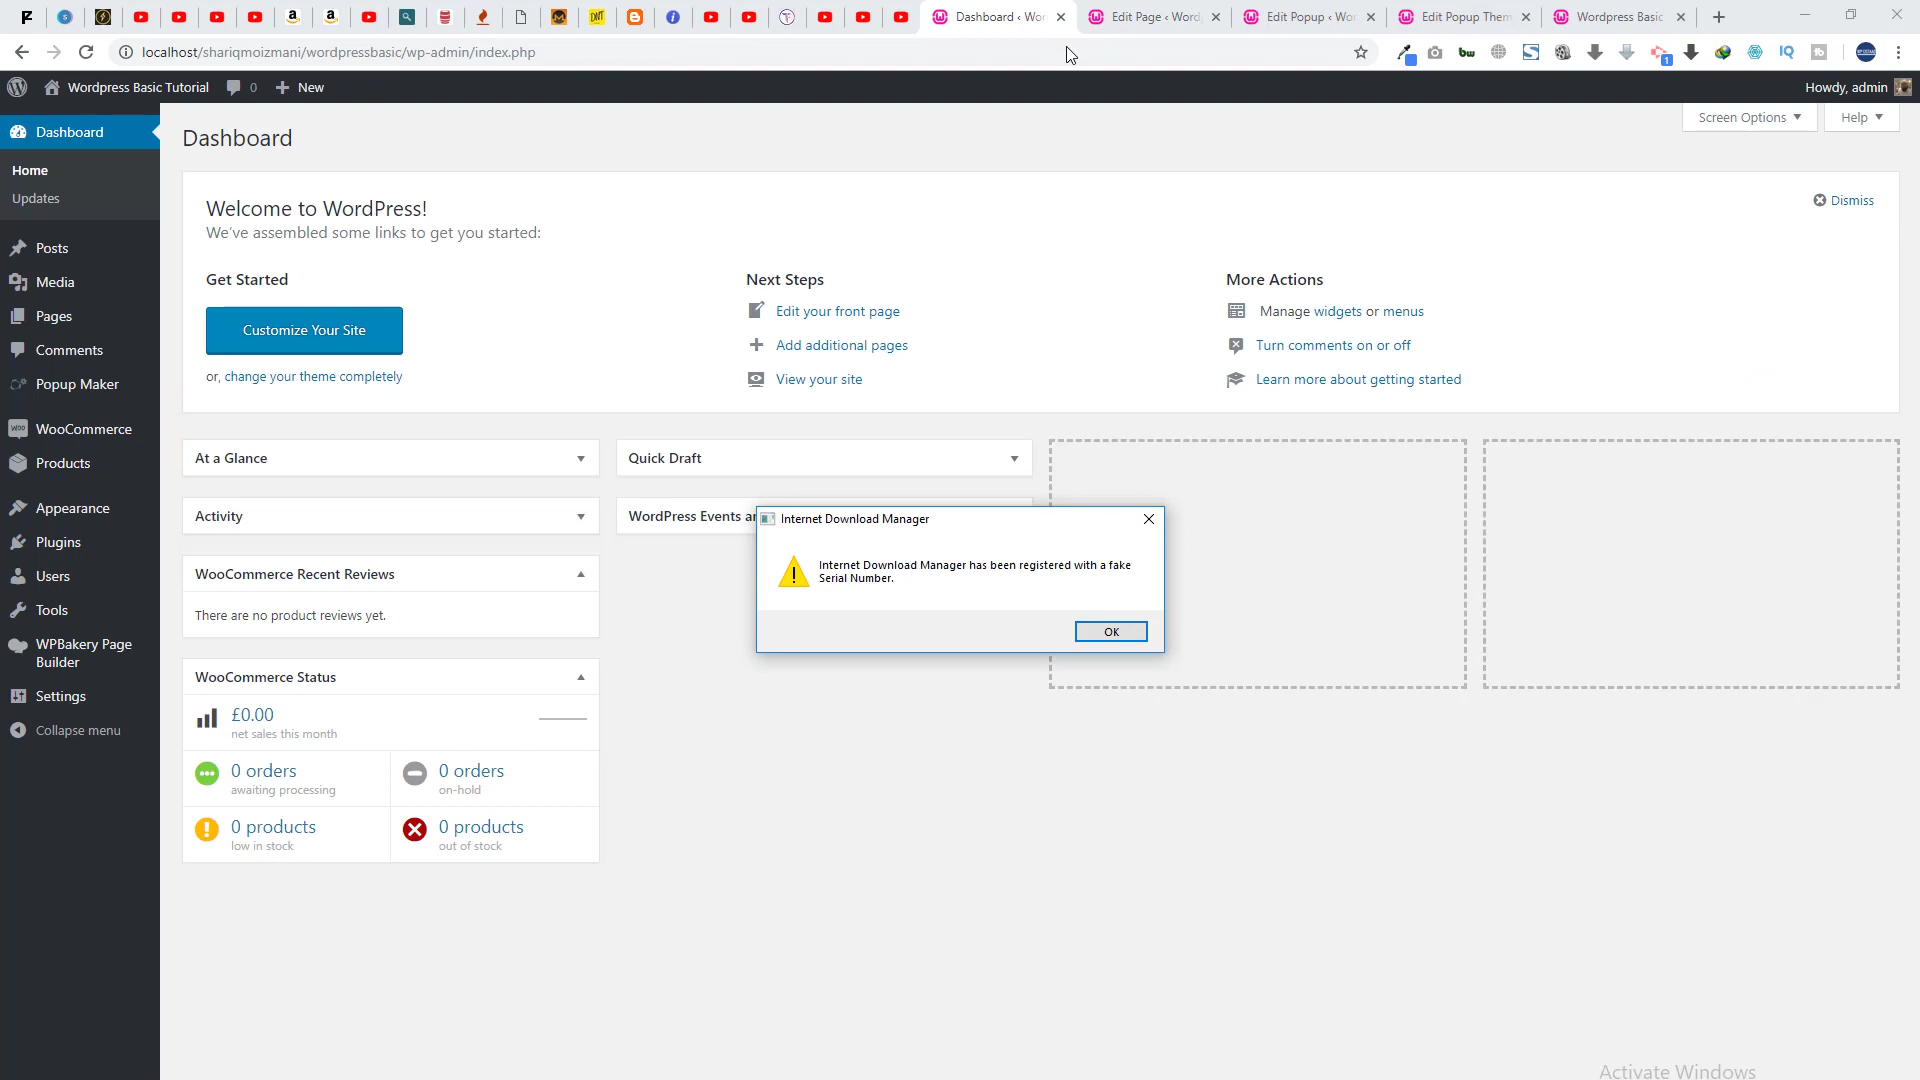 Dashboard ‹ Wor
Edit Page ‹ Word
Edit Popup ‹ Wor
Edit Popup Them
Wordpress Basic
localhost/shariqmoizmani/wordpressbasic/wp-admin/index.php
Wordpress Basic Tutorial
0
New
Howdy, admin
Dashboard
Home
Updates
Posts
Media
Pages
Comments
Popup Maker
WooCommerce
Products
Appearance
Plugins
Users
Tools
WPBakery Page
Builder
Settings
Collapse menu
Dashboard
Screen Options
Help
Welcome to WordPress!
We've assembled some links to get you started:
Dismiss
Get Started
Customize Your Site
or, change your theme completely
Next Steps
Edit your front page
Add additional pages
View your site
More Actions
Manage widgets or menus
Turn comments on or off
Learn more about getting started
At a Glance
Activity
WooCommerce Recent Reviews
There are no product reviews yet.
WooCommerce Status
£0.00
net sales this month
0 orders
awaiting processing
0 orders
on-hold
0 products
low in stock
0 products
out of stock
Quick Draft
WordPress Events a
Internet Download Manager
Internet Download Manager has been registered with a fake
Serial Number.
OK
Activate Windows